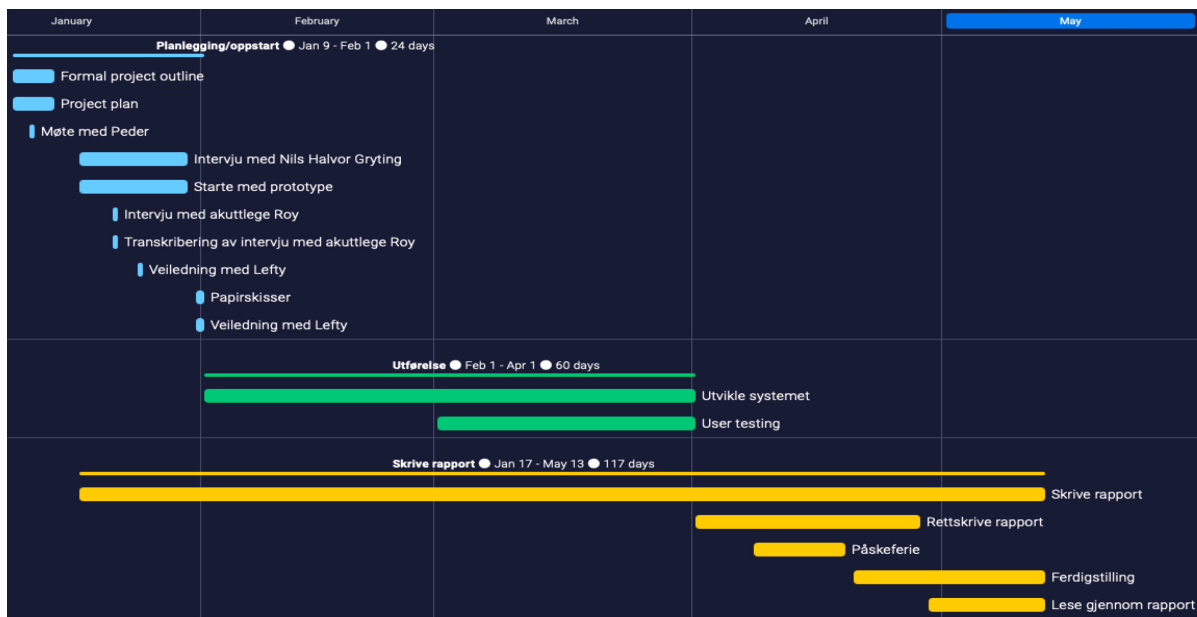 January February March April May
Planlegging/oppstart Jan 9 - Feb 1 24 days
Formal project outline
Project plan
Møte med Peder
Intervju med Nils Halvor Gryting
Starte med prototype
Intervju med akuttlege Roy
Transkribering av intervju med akuttlege Roy
Veiledning med Lefty
Papirskisser
Veiledning med Lefty
Utførelse Feb 1 - Apr 1 60 days
Utvikle systemet
User testing
Skrive rapport Jan 17 - May 13 117 days
Skrive rapport
Rettskrive rapport
Påskeferie
Ferdigstilling
Lese gjennom rapport